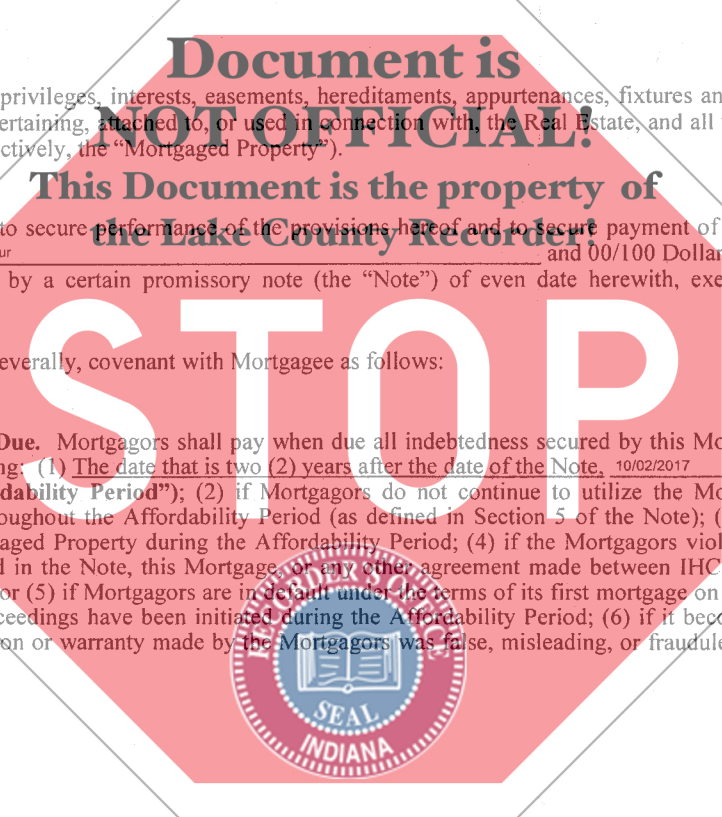 Document is
privileges, interests, easements, hereditaments, appurtenances, fixtures an
NOT OFFICIAL!
ertaining, attached to, or used in connection with, the Real Estate, and all
ctively, the “Mortgaged Property”).
This Document is the property of
to secure performance of the provisions hereof and to secure payment of
the Lake County Recorder!
ur and 00/100 Dollar
by a certain promissory note (the “Note”) of even date herewith, exe
STOP
everally, covenant with Mortgagee as follows:
Due. Mortgagors shall pay when due all indebtedness secured by this Mo
ng: (1) The date that is two (2) years after the date of the Note, 10/02/2017
dability Period”); (2) if Mortgagors do not continue to utilize the Mo
oughout the Affordability Period (as defined in Section 5 of the Note); (
aged Property during the Affordability Period; (4) if the Mortgagors viol
d in the Note, this Mortgage, or any other agreement made between IHC
or (5) if Mortgagors are in default under the terms of its first mortgage on
ceedings have been initiated during the Affordability Period; (6) if it beco
on or warranty made by the Mortgagors was false, misleading, or fraudule
RECORDER'S OFFICE
SEAL
INDIANA